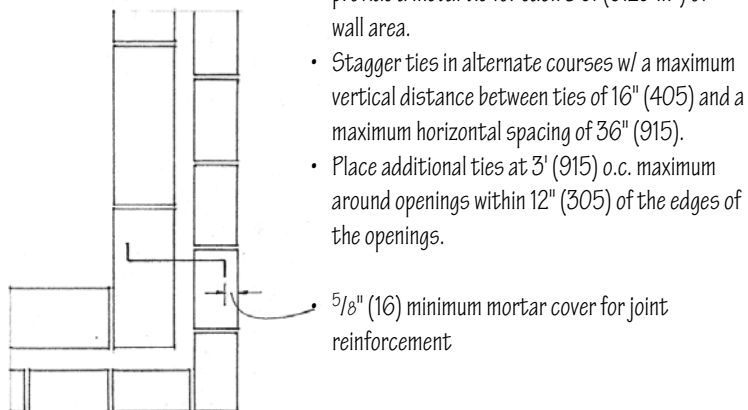 wall area.
• Stagger ties in alternate courses w/ a maximum
vertical distance between ties of 16" (405) and a
maximum horizontal spacing of 36" (915).
• Place additional ties at 3' (915) o.c. maximum
around openings within 12" (305) of the edges of
the openings.
• 5/8" (16) minimum mortar cover for joint
reinforcement